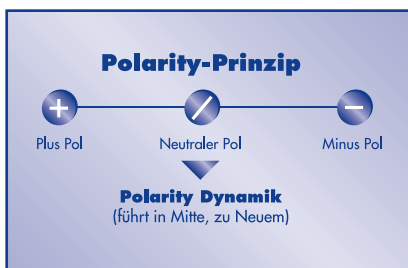 Polarity-Prinzip
+ / −
Plus Pol Neutraler Pol Minus Pol
Polarity Dynamik
(führt in Mitte, zu Neuem)